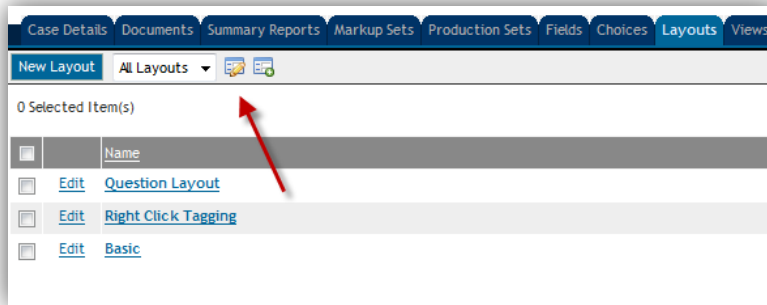 Case Details Documents Summary Reports Markup Sets Production Sets Fields Choices Layouts Views
New Layout All Layouts
0 Selected Item(s)
Name
Edit Question Layout
Edit Right Click Tagging
Edit Basic